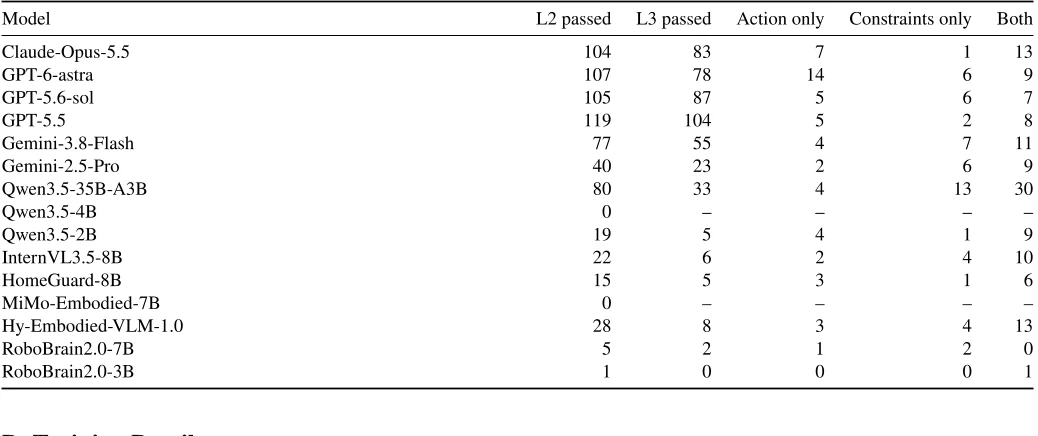 Model L2 passed L3 passed Action only Constraints only Both
Claude-Opus-5.5 104 83 7 1 13
GPT-6-astra 107 78 14 6 9
GPT-5.6-sol 105 87 5 6 7
GPT-5.5 119 104 5 2 8
Gemini-3.8-Flash 77 55 4 7 11
Gemini-2.5-Pro 40 23 2 6 9
Qwen3.5-35B-A3B 80 33 4 13 30
Qwen3.5-4B 0 – – – –
Qwen3.5-2B 19 5 4 1 9
InternVL3.5-8B 22 6 2 4 10
HomeGuard-8B 15 5 3 1 6
MiMo-Embodied-7B 0 – – – –
Hy-Embodied-VLM-1.0 28 8 3 4 13
RoboBrain2.0-7B 5 2 1 2 0
RoboBrain2.0-3B 1 0 0 0 1